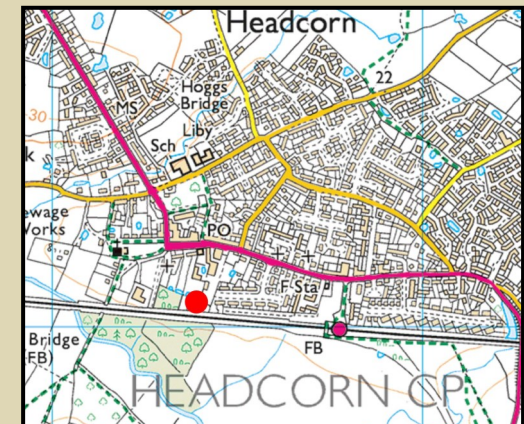 Headcorn
22
Hoggs
Bridge
MS
30
Liby
Sch
k
ewage
Works
PO
F Sta
Bridge
(FB)
FB
HEADCORN CP